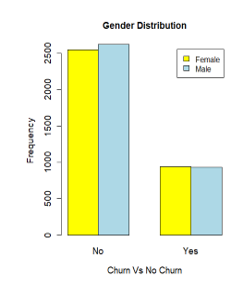 Gender Distribution
Female
Male
Frequency
2500
2000
1500
1000
500
0
No
Yes
Churn Vs No Churn